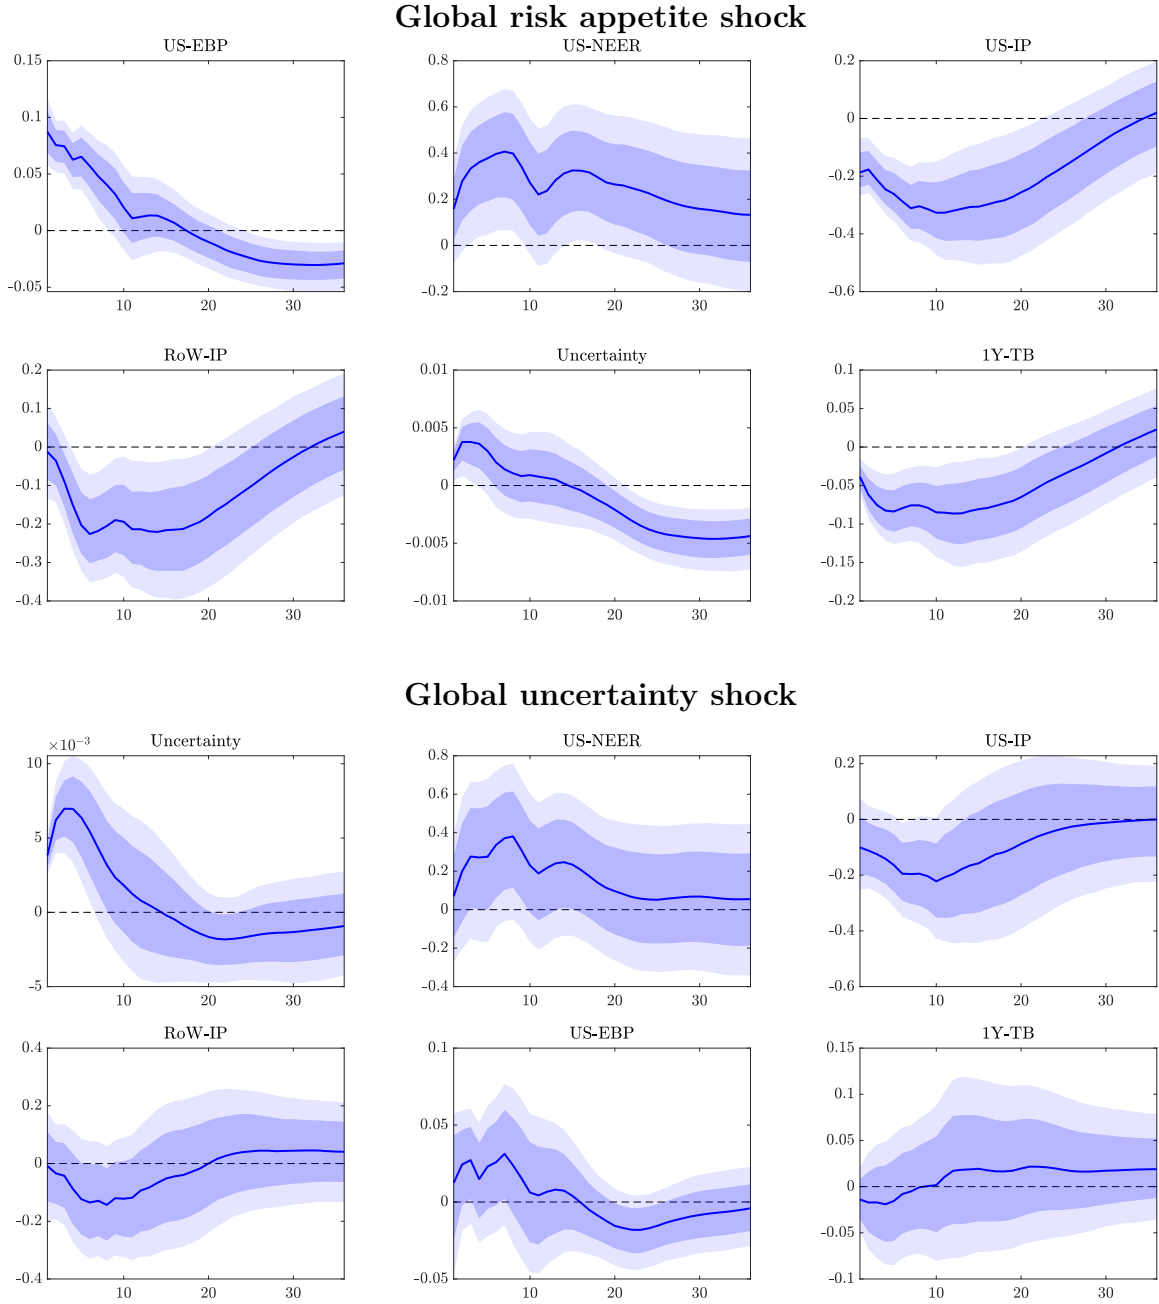 Global risk appetite shock
US-EBP US-NEER US-IP
0.15 0.8 0.2
0.1 0.6 0
0.05 0.4 -0.2
0 0.2 -0.4
-0.05 0 -0.6
-0.2
10 20 30 10 20 30 10 20 30
RoW-IP Uncertainty 1Y-TB
0.2 0.01 0.1
0.1 0.005 0.05
0 0 0
-0.1 -0.005 -0.05
-0.2 -0.01 -0.1
-0.3 -0.15
-0.4 -0.2
10 20 30 10 20 30 10 20 30
Global uncertainty shock
×10⁻³ Uncertainty US-NEER US-IP
10 0.8 0.2
5 0.6 0
0 0.4 -0.2
-5 0.2 -0.4
0 -0.6
-0.2
-0.4
10 20 30 10 20 30 10 20 30
RoW-IP US-EBP 1Y-TB
0.4 0.1 0.15
0.2 0.05 0.1
0 0 0.05
-0.2 -0.05 0
-0.4 -0.05
-0.1
10 20 30 10 20 30 10 20 30